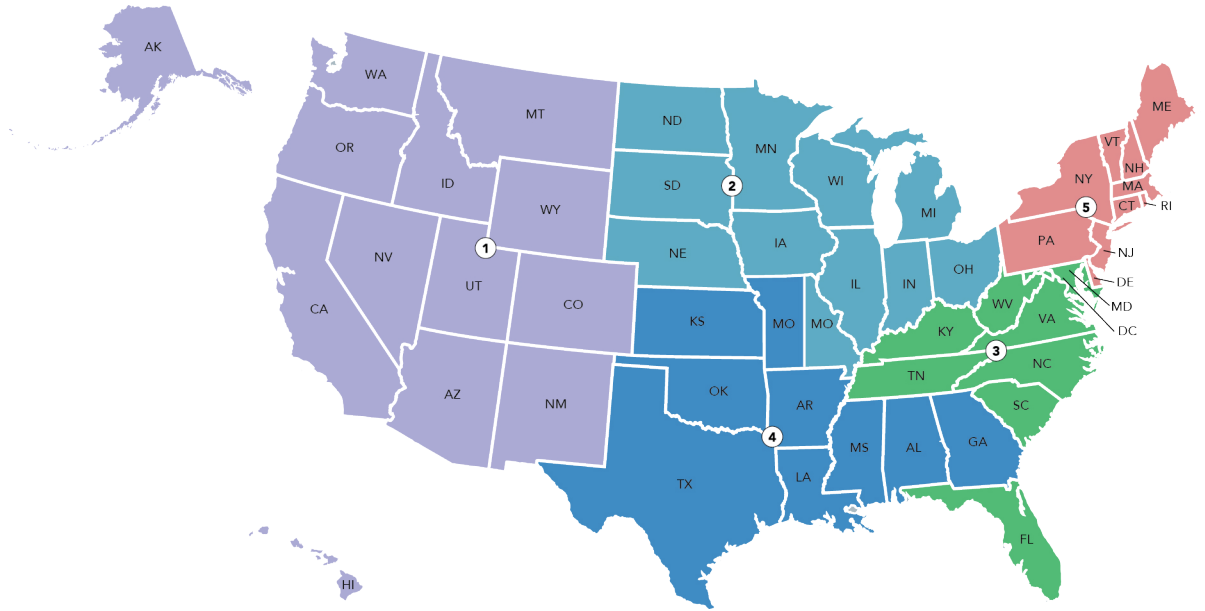 AK
WA
MT
ND
MN
ME
OR
ID
SD
2
WI
MI
VT
NH
NY
MA
5
CT
RI
WY
1
NV
UT
CO
CA
NE
IA
IL
IN
OH
PA
NJ
DE
MD
DC
WV
VA
KY
KS
MO
MO
3
NC
TN
SC
AZ
NM
OK
AR
4
MS
AL
GA
TX
LA
FL
HI